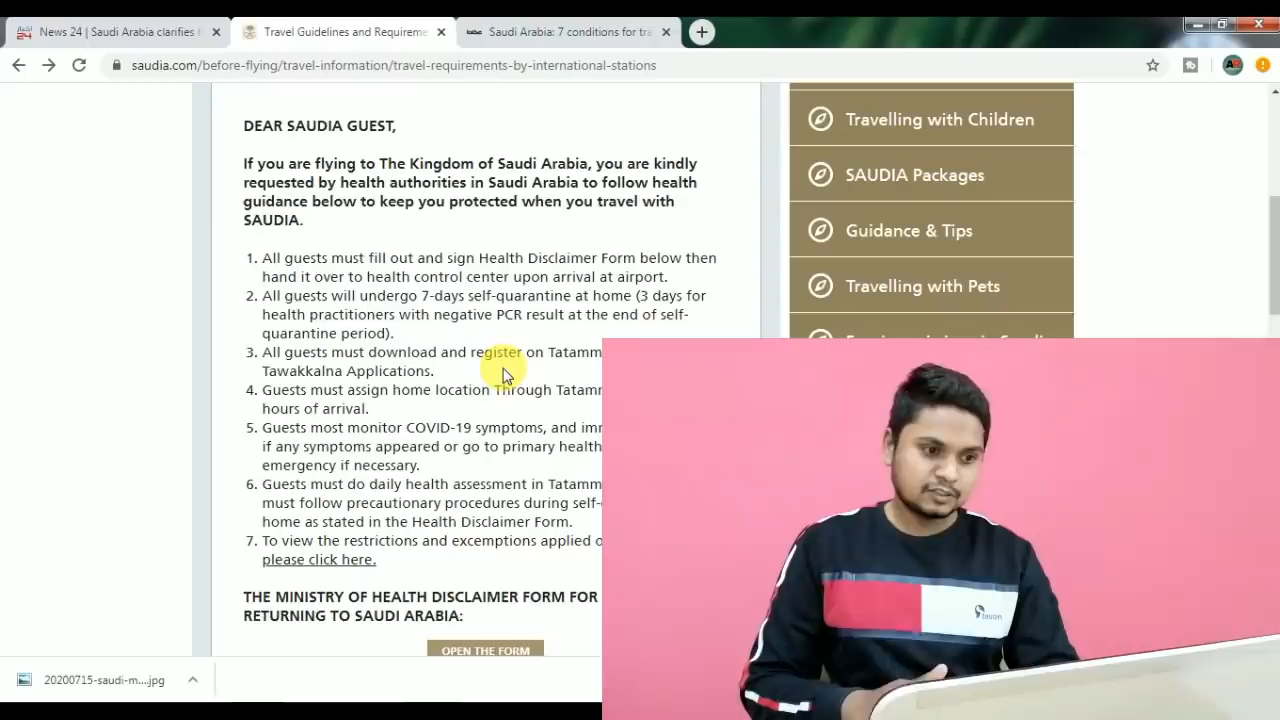 News 24 | Saudi Arabia clarifies
Travel Guidelines and Requireme
Saudi Arabia: 7 conditions for tra
saudia.com/before-flying/travel-information/travel-requirements-by-international-stations
DEAR SAUDIA GUEST,
If you are flying to The Kingdom of Saudi Arabia, you are kindly
requested by health authorities in Saudi Arabia to follow health
guidance below to keep you protected when you travel with
SAUDIA.
1. All guests must fill out and sign Health Disclaimer Form below then
hand it over to health control center upon arrival at airport.
2. All guests will undergo 7-days self-quarantine at home (3 days for
health practitioners with negative PCR result at the end of self-
quarantine period).
3. All guests must download and register on Tatamm
Tawakkalna Applications.
4. Guests must assign home location Through Tatamm
hours of arrival.
5. Guests most monitor COVID-19 symptoms, and imm
if any symptoms appeared or go to primary health
emergency if necessary.
6. Guests must do daily health assessment in Tatamm
must follow precautionary procedures during self-
home as stated in the Health Disclaimer Form.
7. To view the restrictions and excemptions applied o
please click here.
THE MINISTRY OF HEALTH DISCLAIMER FORM FOR
RETURNING TO SAUDI ARABIA:
OPEN THE FORM
Travelling with Children
SAUDIA Packages
Guidance & Tips
Travelling with Pets
20200715-saudi-m....jpg